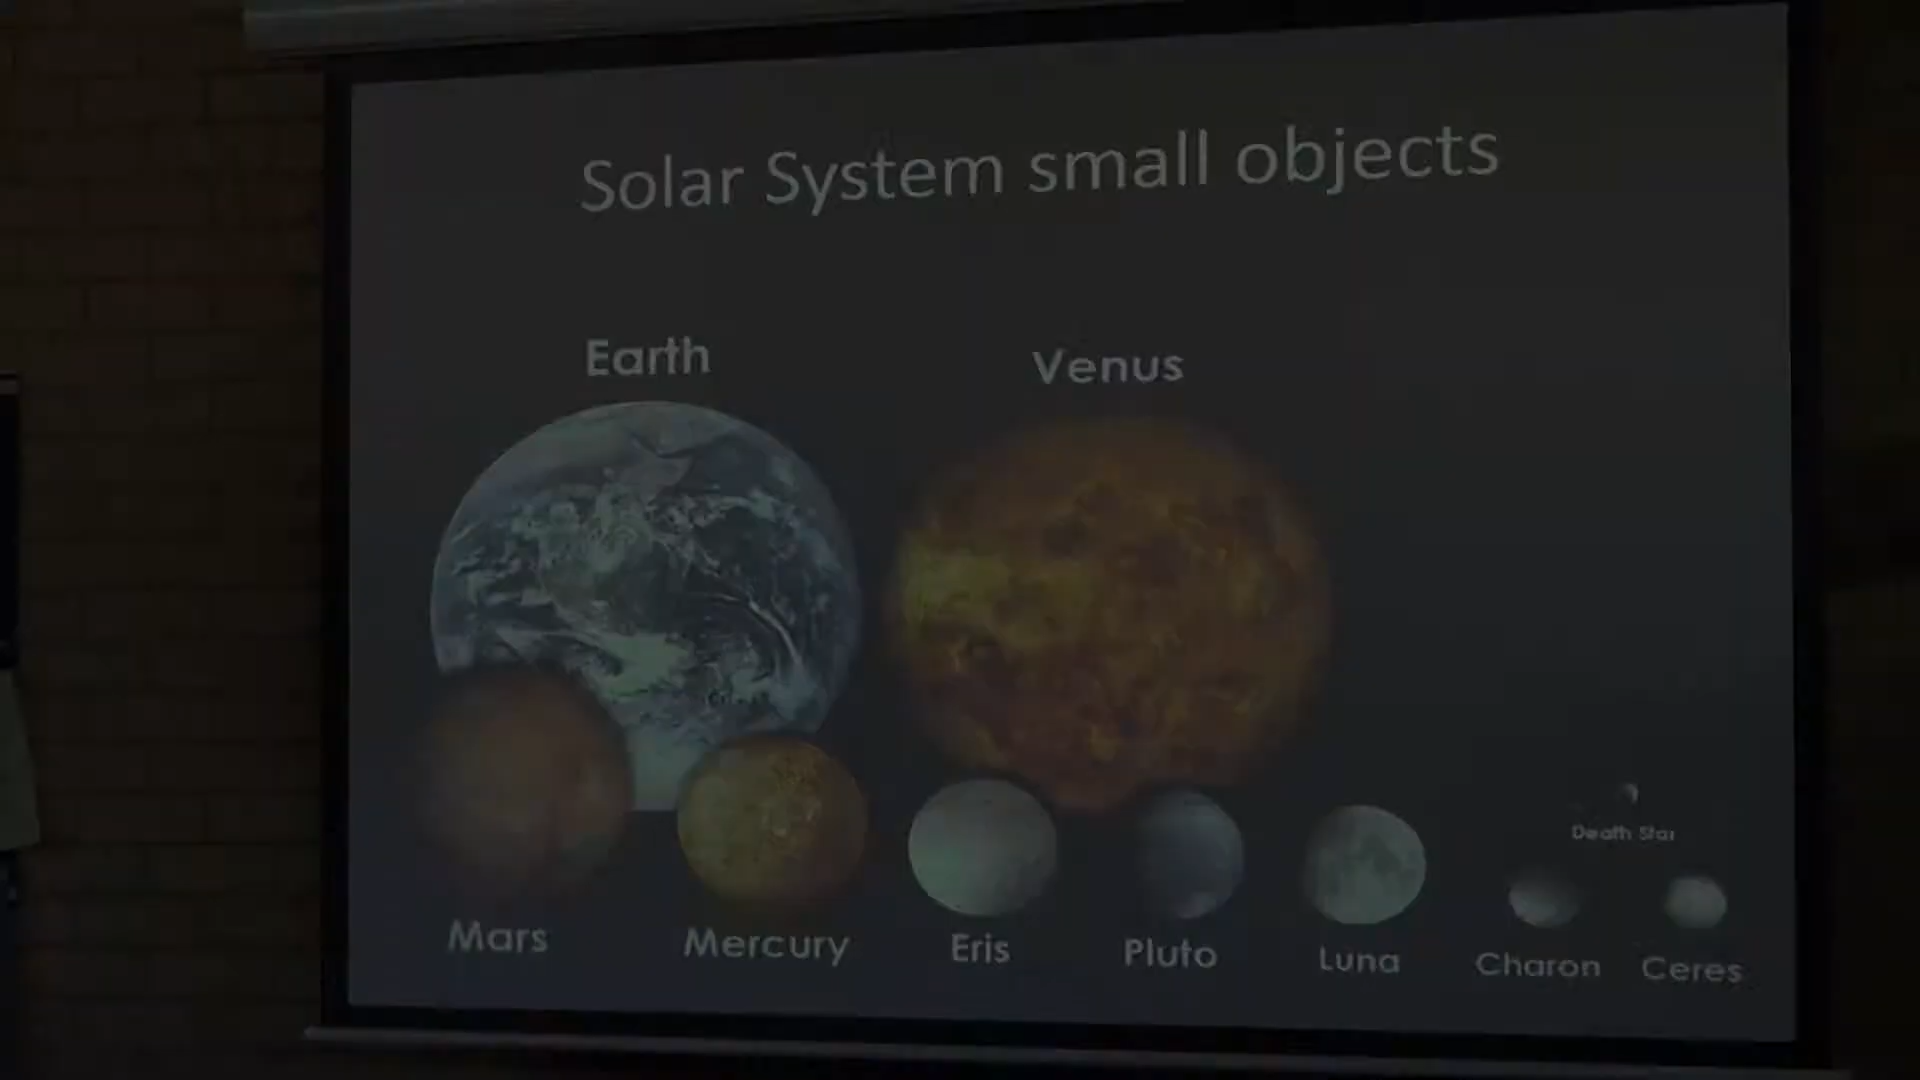 Solar System small objects
Earth
Venus
Death Star
Mars
Mercury
Eris
Pluto
Luna
Charon
Ceres